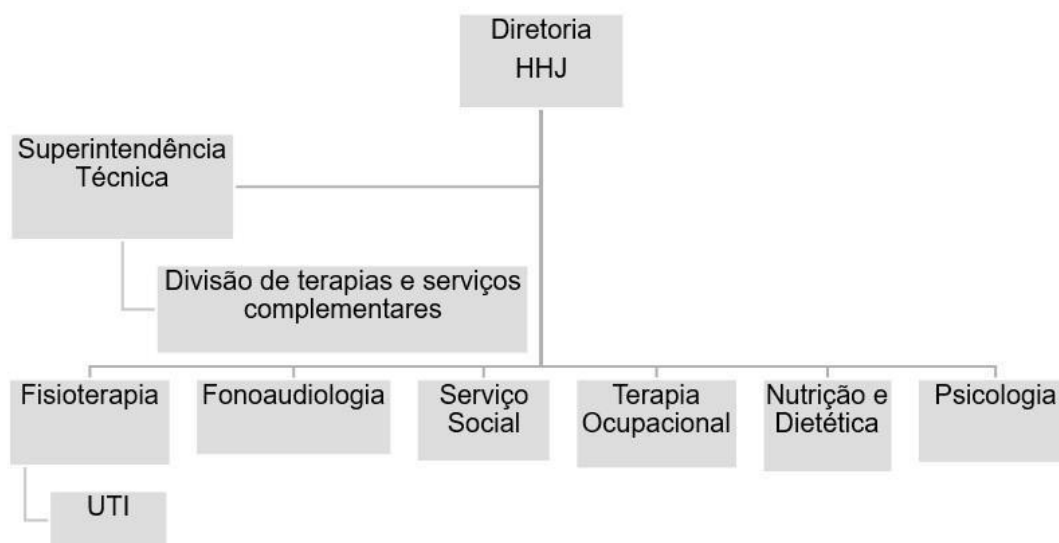 Diretoria
HHJ
Superintendência
Técnica
Divisão de terapias e serviços
complementares
Fisioterapia
Fonoaudiologia
Serviço
Social
Terapia
Ocupacional
Nutrição e
Dietética
Psicologia
UTI